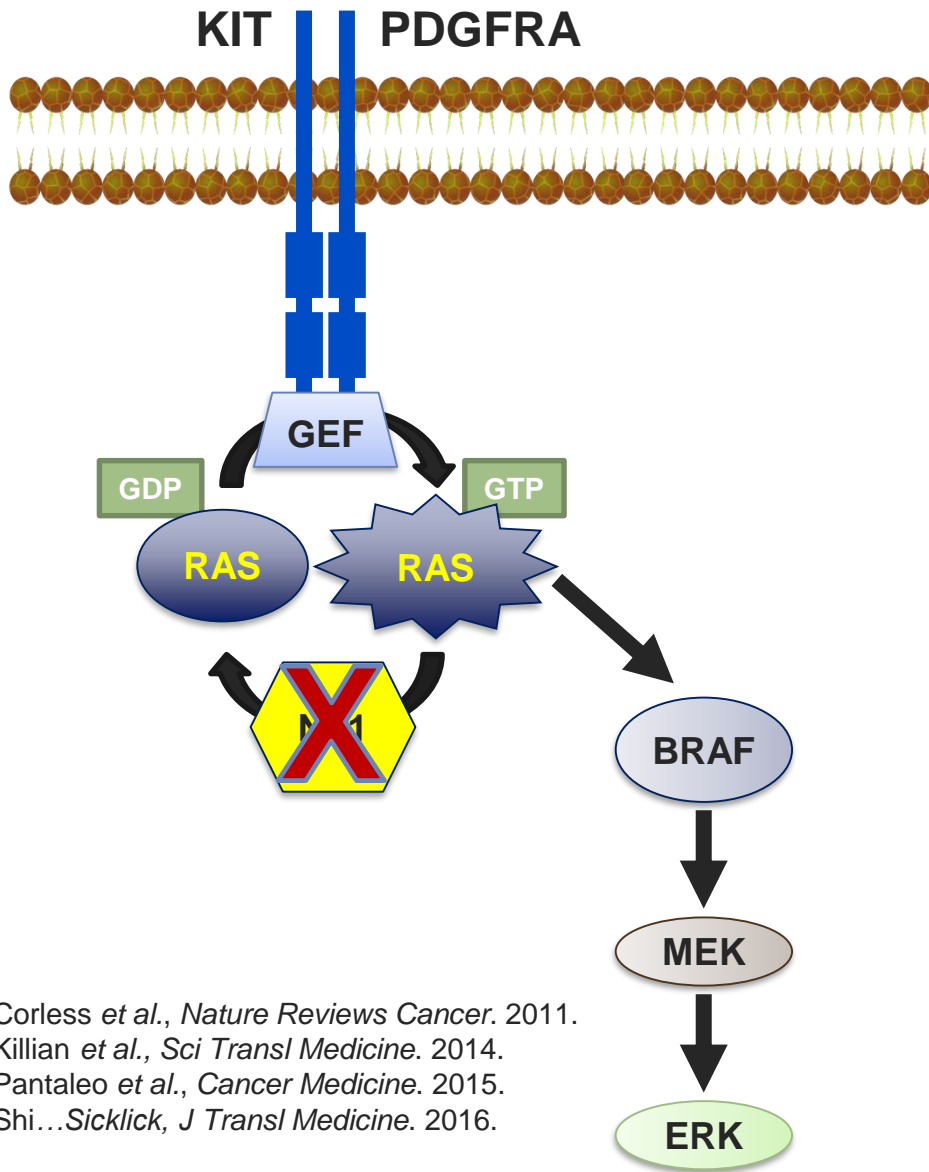 KIT PDGFRA
GEF
GDP
GTP
RAS
RAS
BRAF
MEK
ERK
Corless et al., Nature Reviews Cancer. 2011.
Killian et al., Sci Transl Medicine. 2014.
Pantaleo et al., Cancer Medicine. 2015.
Shi…Sicklick, J Transl Medicine. 2016.